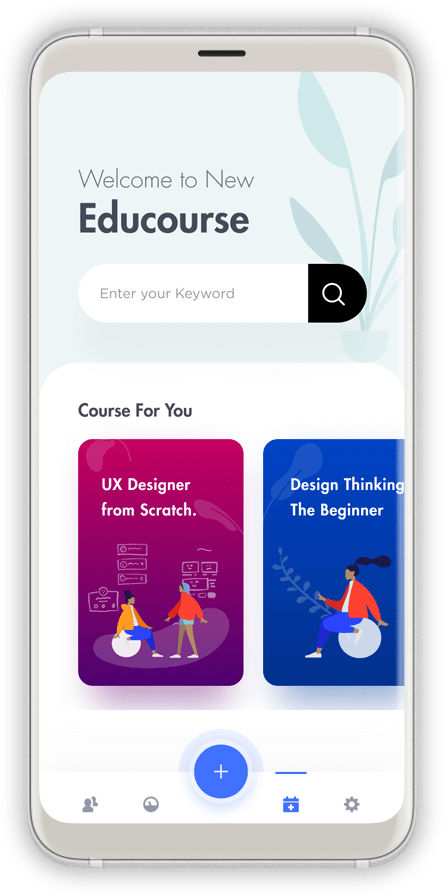 Welcome to New
Educourse
Enter your Keyword
Course For You
UX Designer
from Scratch.
Design Thinking
The Beginner